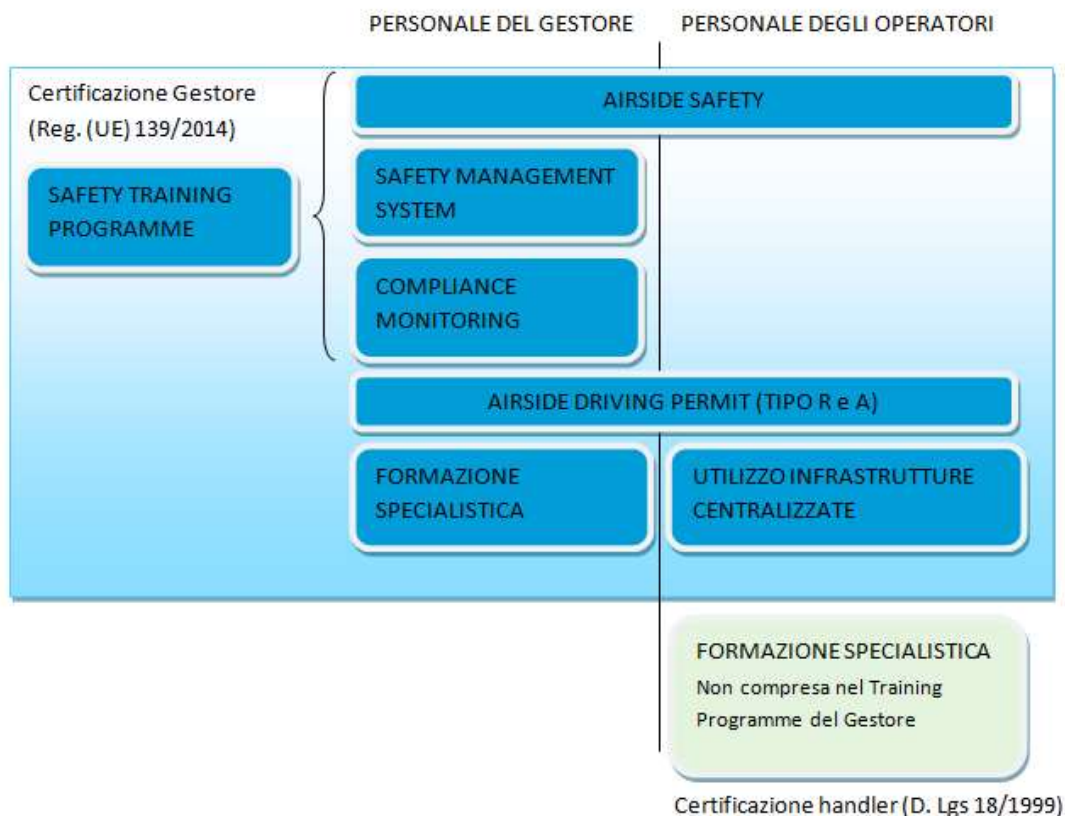 PERSONALE DEL GESTORE
PERSONALE DEGLI OPERATORI
Certificazione Gestore
(Reg. (UE) 139/2014)
SAFETY TRAINING
PROGRAMME
AIRSIDE SAFETY
SAFETY MANAGEMENT
SYSTEM
COMPLIANCE
MONITORING
AIRSIDE DRIVING PERMIT (TIPO R e A)
FORMAZIONE
SPECIALISTICA
UTILIZZO INFRASTRUTTURE
CENTRALIZZATE
FORMAZIONE SPECIALISTICA
Non compresa nel Training
Programme del Gestore
Certificazione handler (D. Lgs 18/1999)